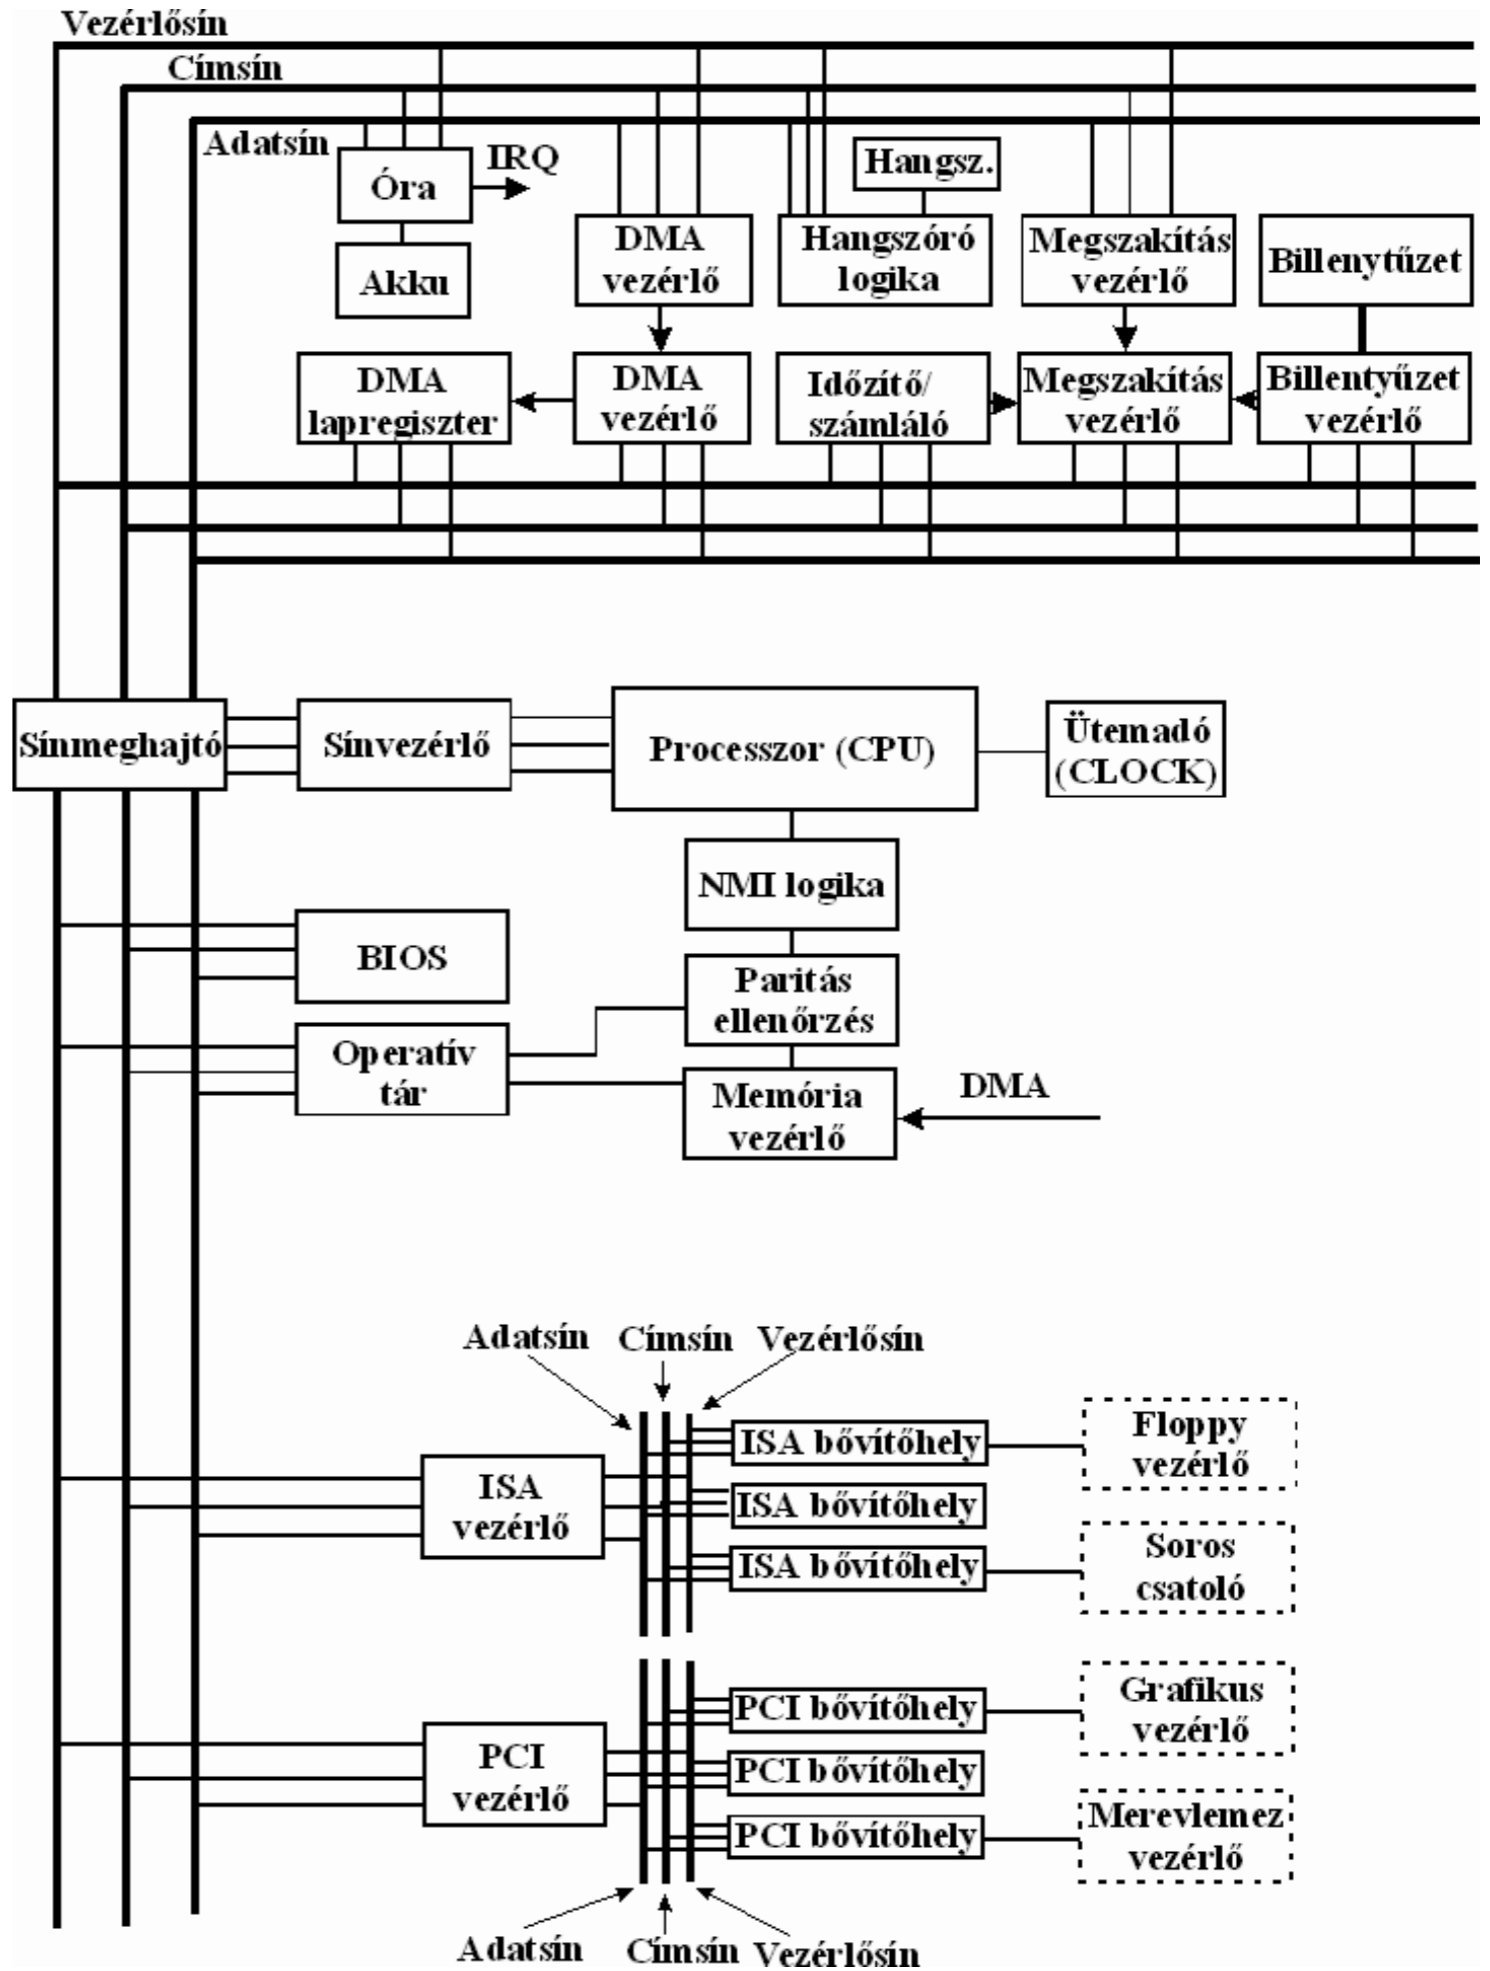 Vezérlősín
Címsín
Adatsín
IRQ
Óra
Akku
Hangsz.
DMA
vezérlő
Hangszóró
logika
Megszakítás
vezérlő
Billenytűzet
DMA
lapregiszter
DMA
vezérlő
Időzítő/
számláló
Megszakítás
vezérlő
Billentyűzet
vezérlő
Sínmeghajtó
Sínvezérlő
Processzor (CPU)
Ütemadó
(CLOCK)
NMI logika
BIOS
Paritás
ellenőrzés
Operatív
tár
Memória
vezérlő
DMA
Adatsín
Címsín
Vezérlősín
ISA
vezérlő
ISA bővítőhely
ISA bővítőhely
ISA bővítőhely
Floppy
vezérlő
Soros
csatoló
PCI
vezérlő
PCI bővítőhely
PCI bővítőhely
PCI bővítőhely
Grafikus
vezérlő
Merevlemez
vezérlő
Adatsín
Címsín
Vezérlősín